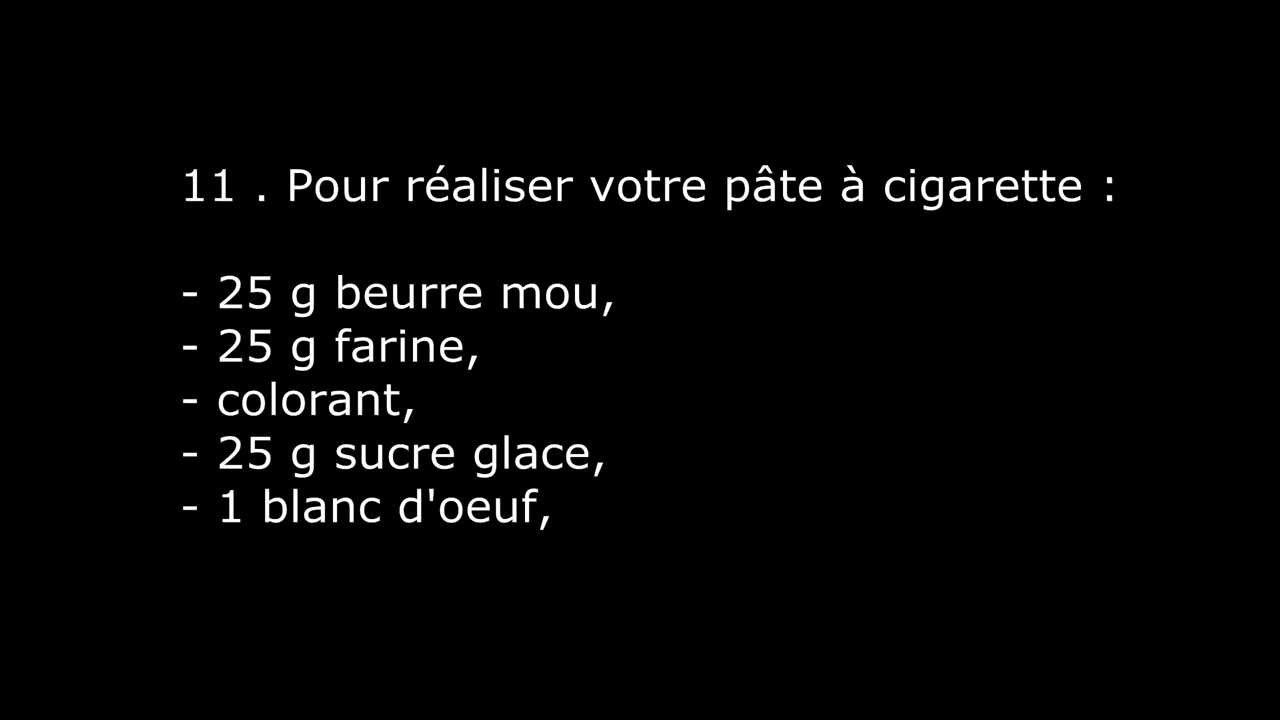 11 . Pour réaliser votre pâte à cigarette :
- 25 g beurre mou,
- 25 g farine,
- colorant,
- 25 g sucre glace,
- 1 blanc d'oeuf,